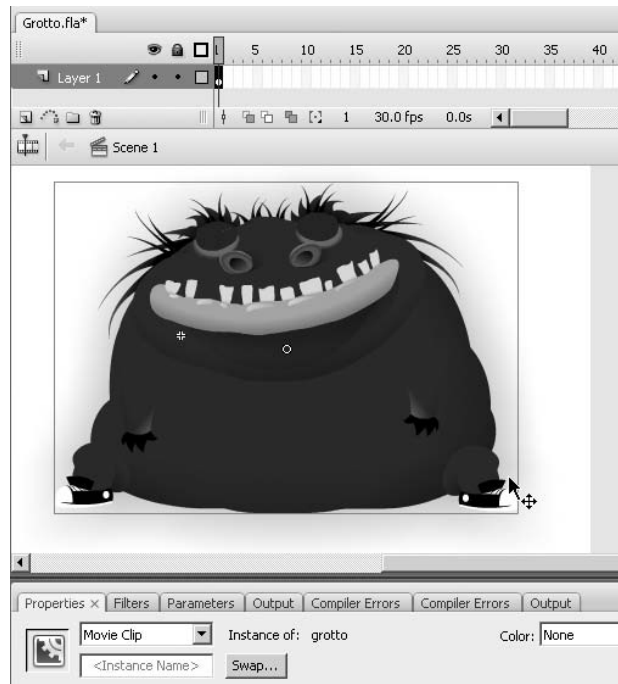 Grotto.fla*
1 5 10 15 20 25 30 35 40
Layer 1
1 30.0 fps 0.0s
Scene 1
Properties × Filters Parameters Output Compiler Errors Compiler Errors Output
Movie Clip Instance of: grotto Color: None
<Instance Name> Swap...